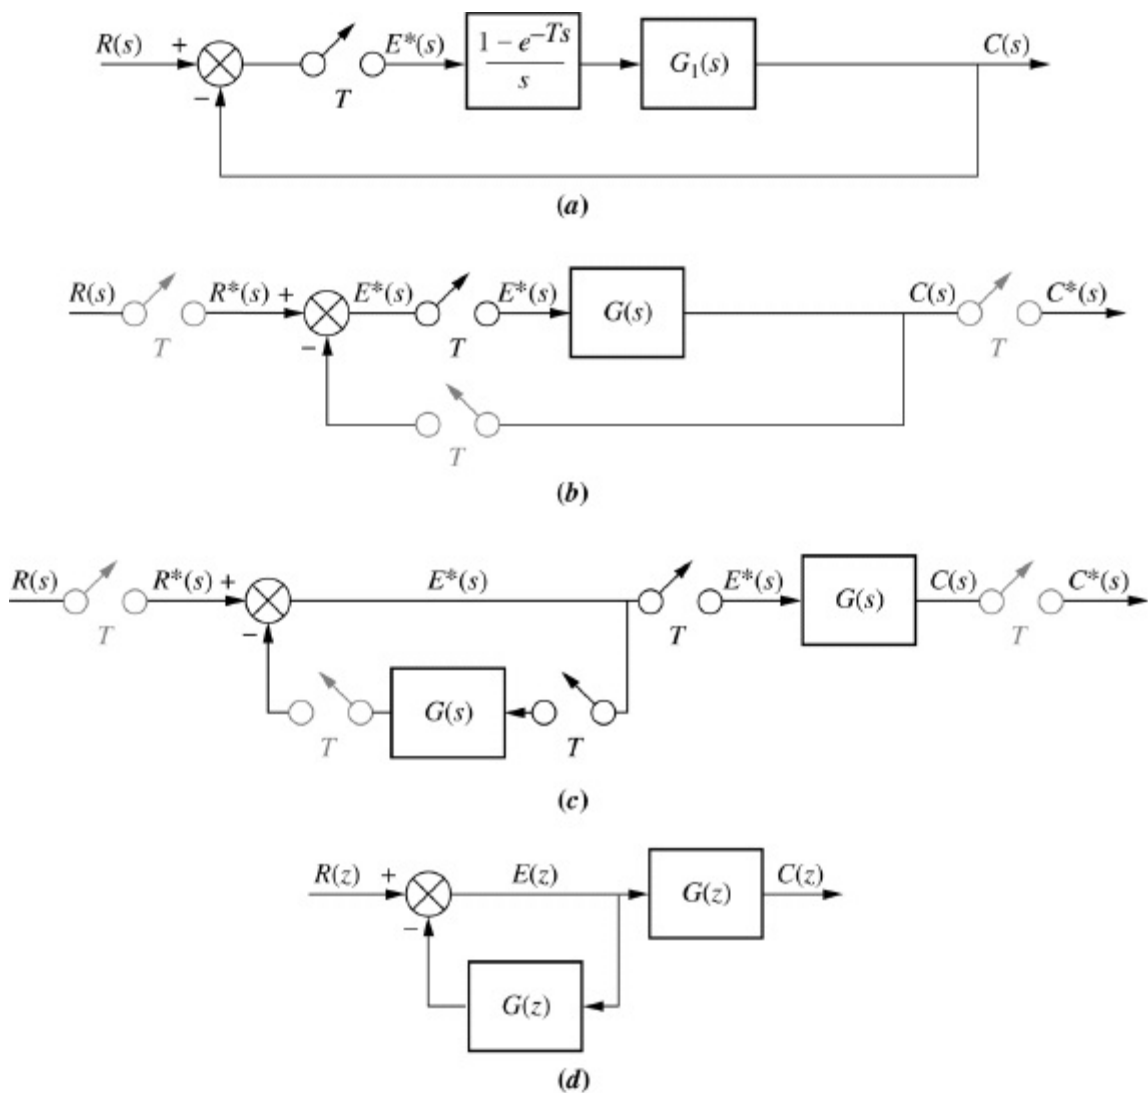 R(s) + E*(s) 1 − e^−Ts / s G₁(s) C(s)
− T
(a)
R(s) R*(s) + E*(s) E*(s) G(s) C(s) C*(s)
T − T T
T
(b)
R(s) R*(s) + E*(s) E*(s) G(s) C(s) C*(s)
T − T T
G(s)
T T
(c)
R(z) + E(z) G(z) C(z)
−
G(z)
(d)